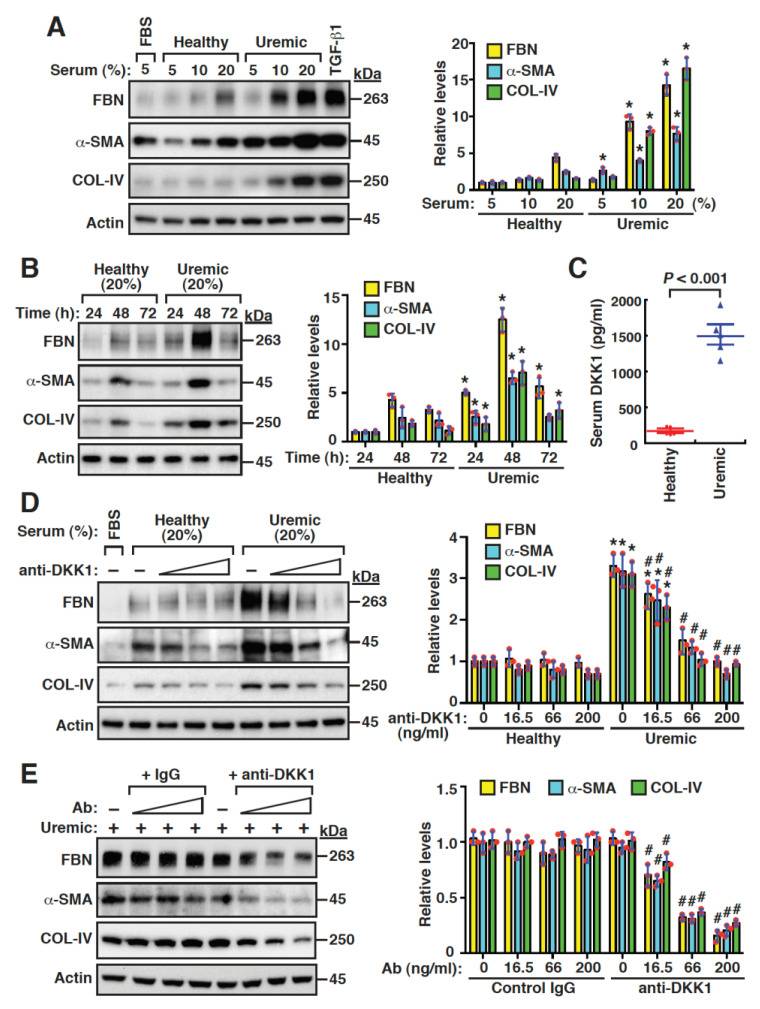 A
FBS Healthy Uremic TGF-β1
Serum (%): 5 5 10 20 5 10 20 kDa
FBN 263
α-SMA 45
COL-IV 250
Actin 45
Relative levels
20
15
10
5
0
FBN
α-SMA
COL-IV
* * * * * * *
Serum: 5 10 20 5 10 20 (%)
Healthy Uremic
B
Healthy (20%) Uremic (20%)
Time (h): 24 48 72 24 48 72 kDa
FBN 263
α-SMA 45
COL-IV 250
Actin 45
Relative levels
15
10
5
0
FBN
α-SMA
COL-IV
* * * * * * * *
Time (h): 24 48 72 24 48 72
Healthy Uremic
C
P < 0.001
Serum DKK1 (pg/ml)
2000
1500
1000
500
0
Healthy
Uremic
D
FBS Healthy (20%) Uremic (20%)
Serum (%):
anti-DKK1: – – – kDa
FBN 263
α-SMA 45
COL-IV 250
Actin 45
Relative levels
4
3
2
1
0
FBN
α-SMA
COL-IV
* * *
# # #
* * *
# # #
# # #
anti-DKK1: (ng/ml) 0 16.5 66 200 0 16.5 66 200
Healthy Uremic
E
+ IgG + anti-DKK1
Ab: – –
Uremic: + + + + + + + + kDa
FBN 263
α-SMA 45
COL-IV 250
Actin 45
Relative levels
1.5
1.0
0.5
0
FBN α-SMA COL-IV
# # #
# # #
# # #
Ab (ng/ml): 0 16.5 66 200 0 16.5 66 200
Control IgG anti-DKK1